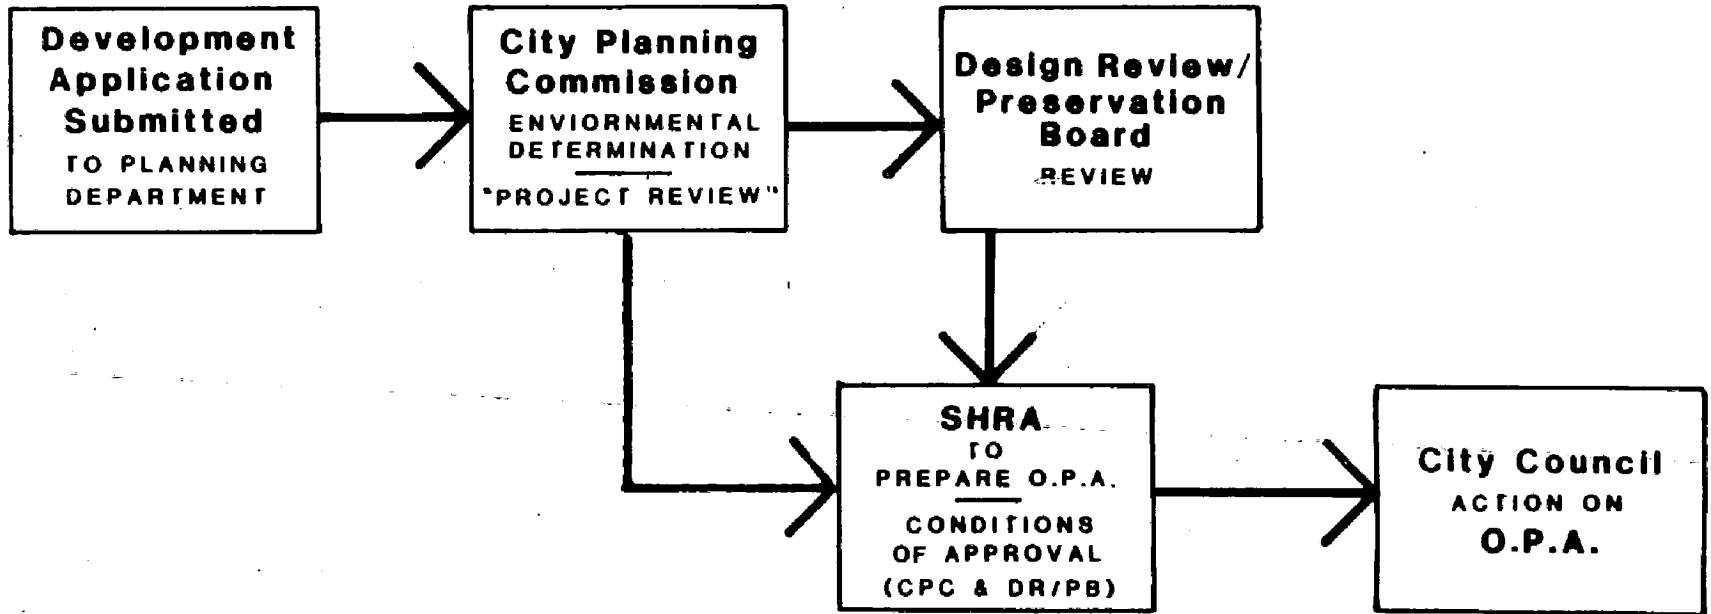 Development
Application
Submitted
TO PLANNING
DEPARTMENT
City Planning
Commission
ENVIORNMENTAL
DETERMINATION
"PROJECT REVIEW"
Design Review/
Preservation
Board
REVIEW
SHRA
TO
PREPARE O.P.A.
CONDITIONS
OF APPROVAL
(CPC & DR/PB)
City Council
ACTION ON
O.P.A.